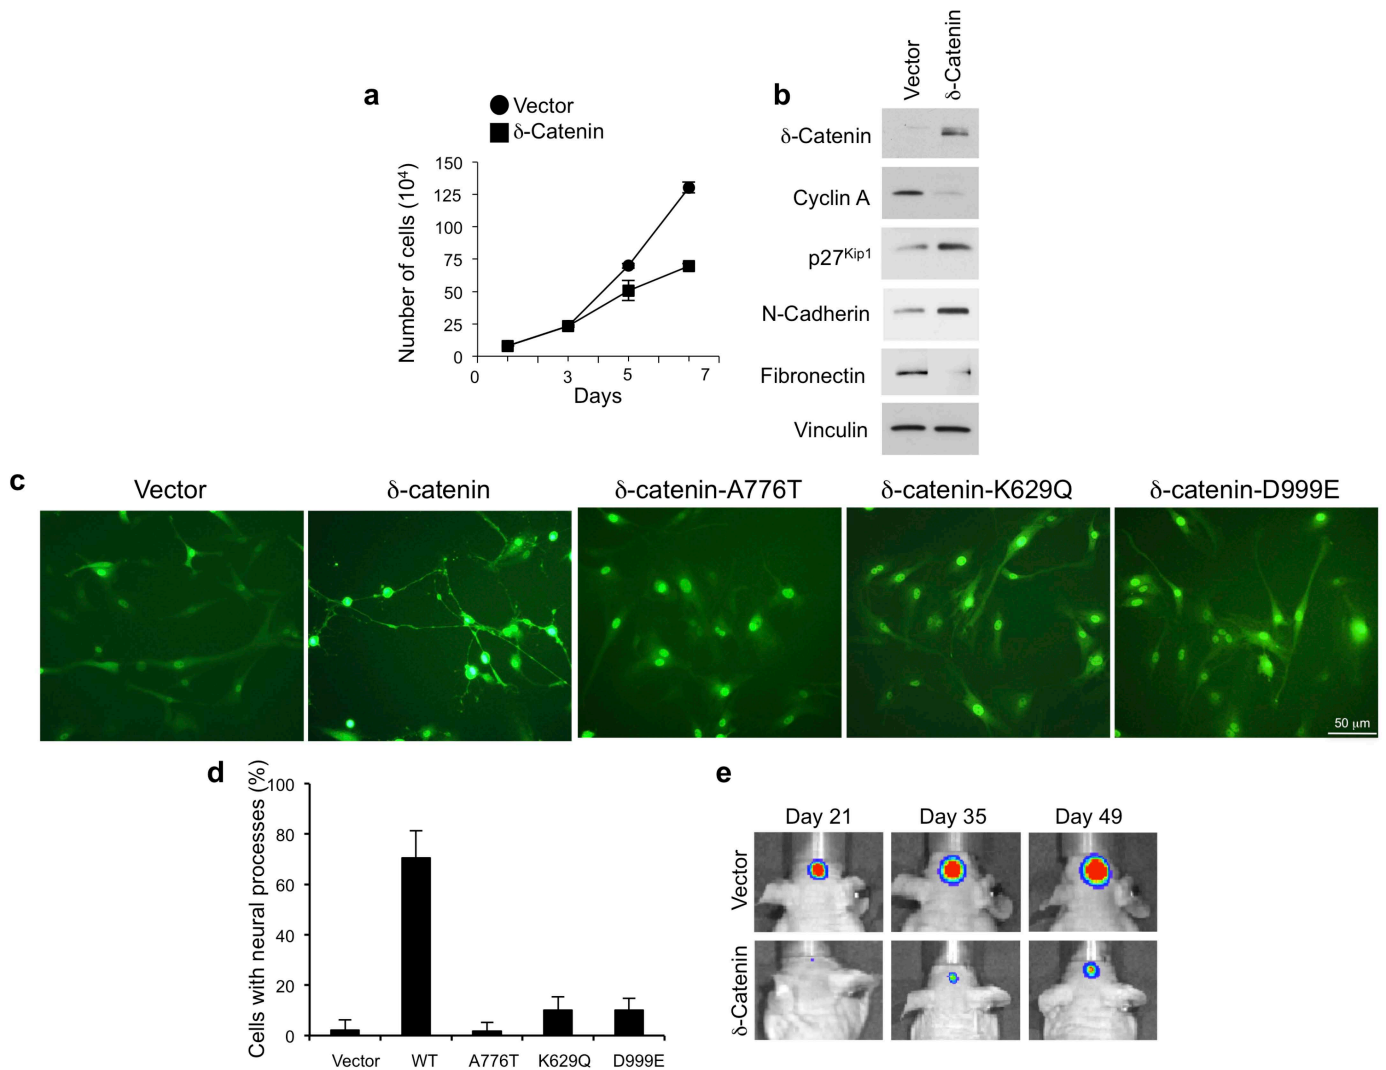 a
Vector
δ-Catenin
Number of cells (10⁴)
150
125
100
75
50
25
0
0
3
5
7
Days
b
Vector
δ-Catenin
δ-Catenin
Cyclin A
p27ᴷⁱᵖ¹
N-Cadherin
Fibronectin
Vinculin
c
Vector
δ-catenin
δ-catenin-A776T
δ-catenin-K629Q
δ-catenin-D999E
50 μm
d
Cells with neural processes (%)
100
80
60
40
20
0
Vector
WT
A776T
K629Q
D999E
e
Day 21
Day 35
Day 49
Vector
δ-Catenin